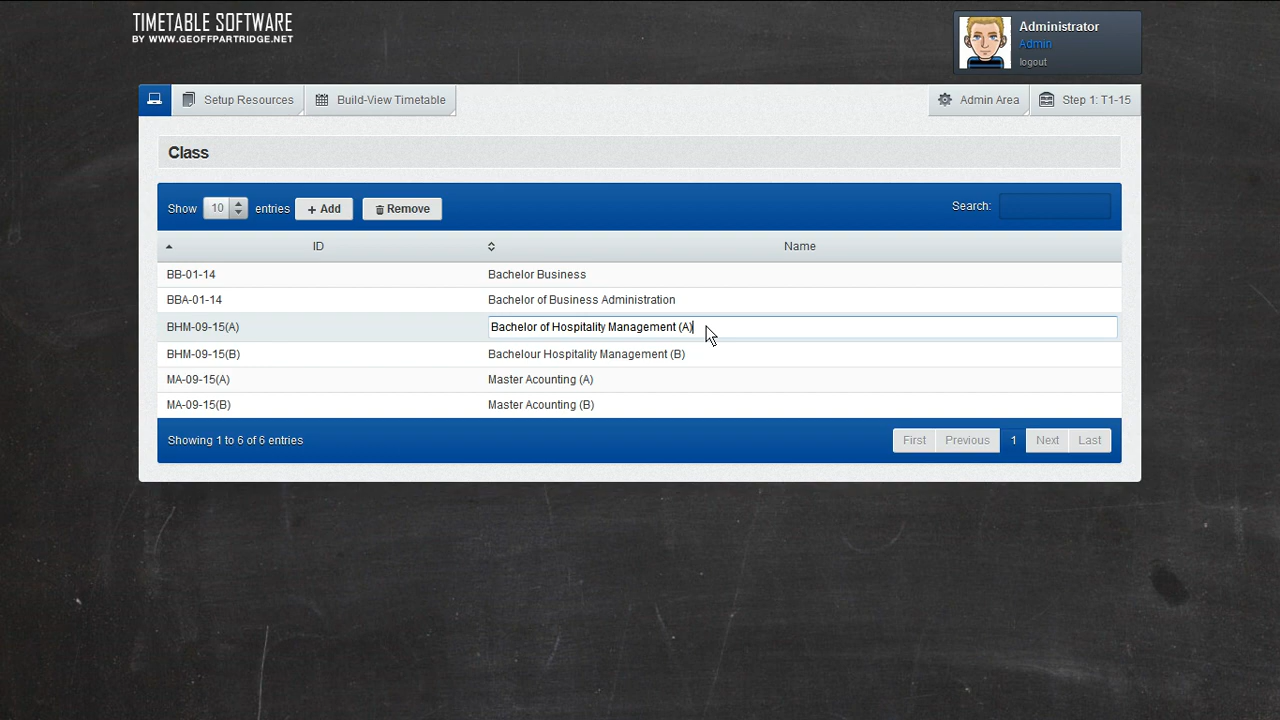 TIMETABLE SOFTWARE
BY WWW.GEOFFPARTRIDGE.NET
Administrator
Admin
logout
Setup Resources
Build-View Timetable
Admin Area
Step 1: T1-15
Class
Show 10 entries + Add Remove Search:
ID Name
BB-01-14 Bachelor Business
BBA-01-14 Bachelor of Business Administration
BHM-09-15(A) Bachelor of Hospitality Management (A)
BHM-09-15(B) Bachelour Hospitality Management (B)
MA-09-15(A) Master Acounting (A)
MA-09-15(B) Master Acounting (B)
Showing 1 to 6 of 6 entries First Previous 1 Next Last